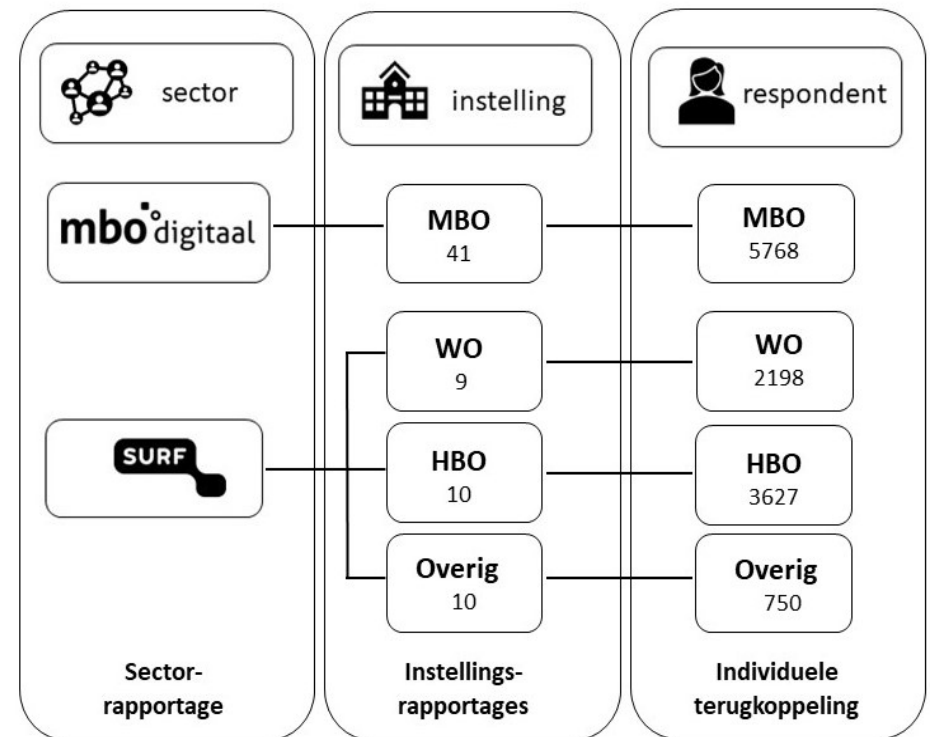 sector
instelling
respondent
mbo digitaal
MBO
41
MBO
5768
WO
9
WO
2198
SURF
HBO
10
HBO
3627
Overig
10
Overig
750
Sector-
rapportage
Instellings-
rapportages
Individuele
terugkoppeling